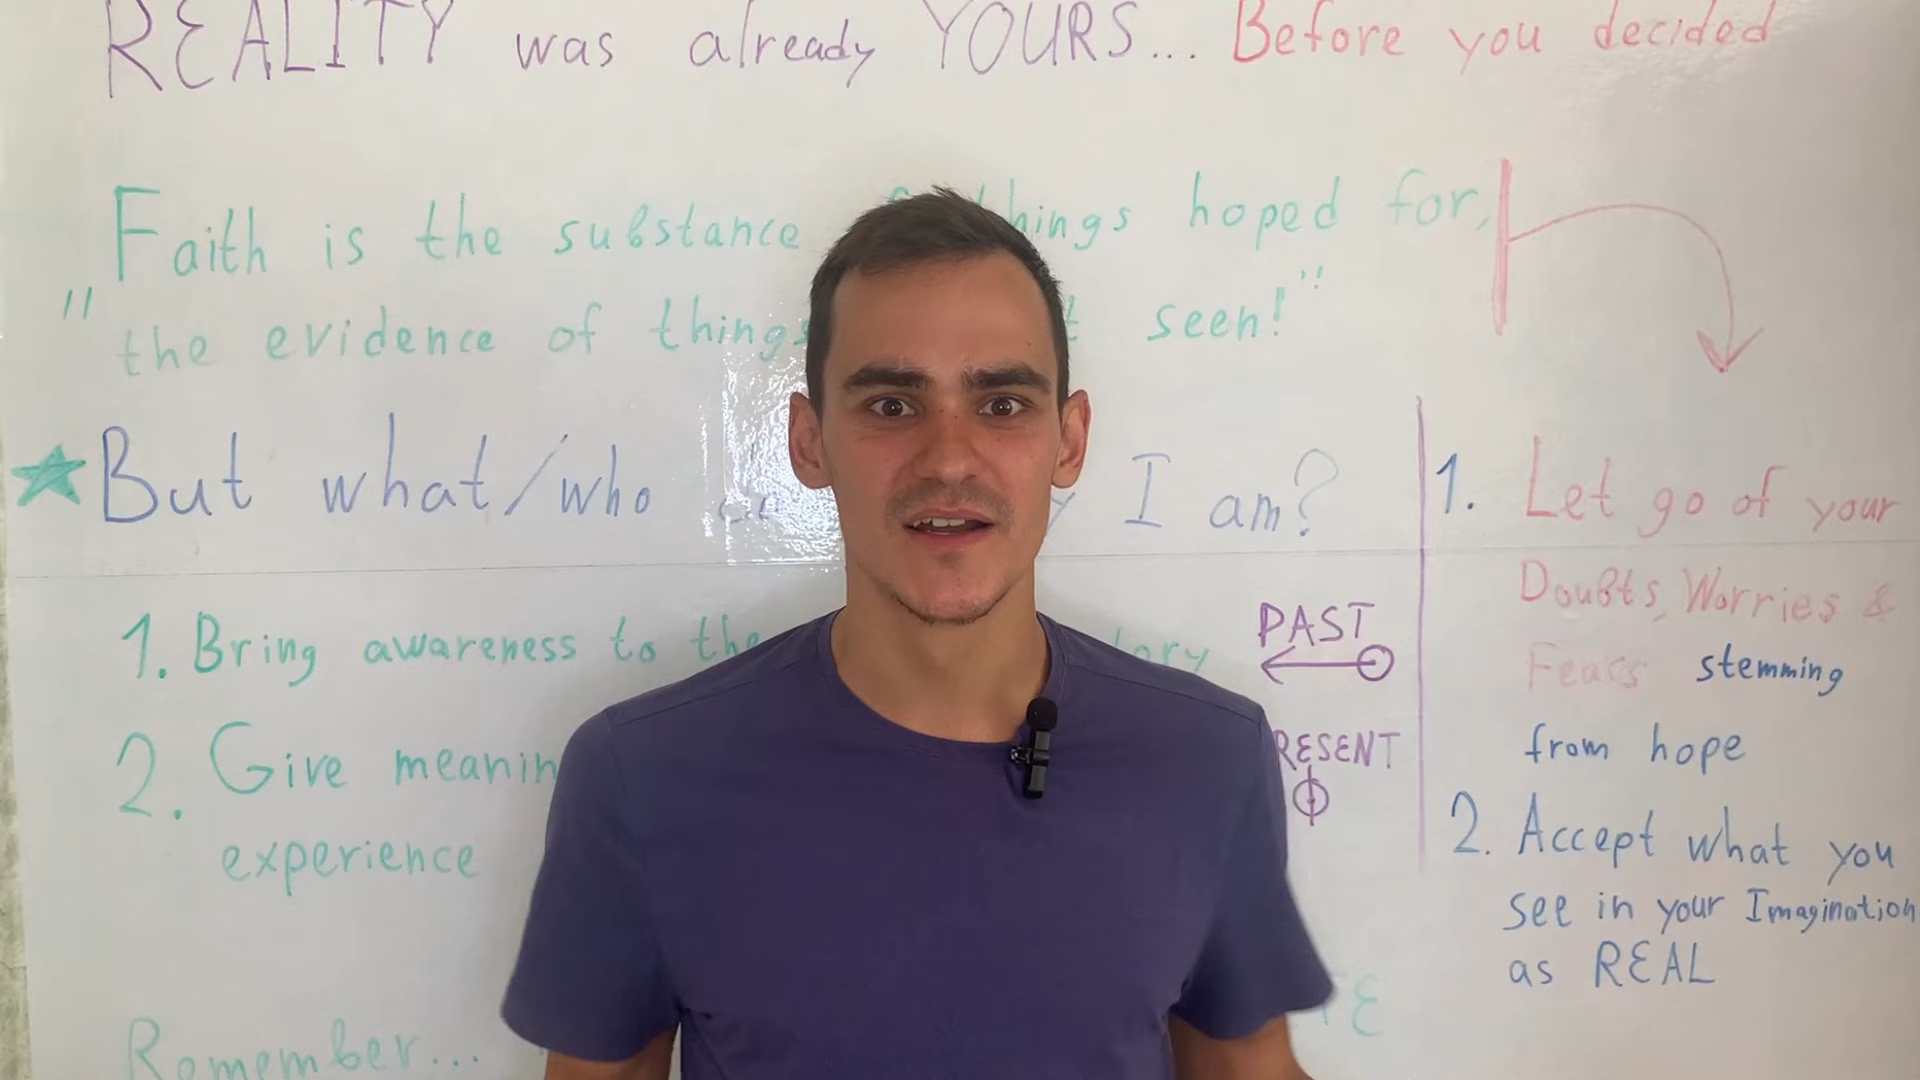 REALITY was already YOURS... Before you decided
Faith is the substance things hoped for,
" the evidence of things seen!"
But what/who I am?
1. Bring awareness to the
2. Give
experience
Remember...
PAST
1. Let go of your
Doubts, Worries &
Fears stemming
from hope
2. Accept what you
see in your Imagination
as REAL